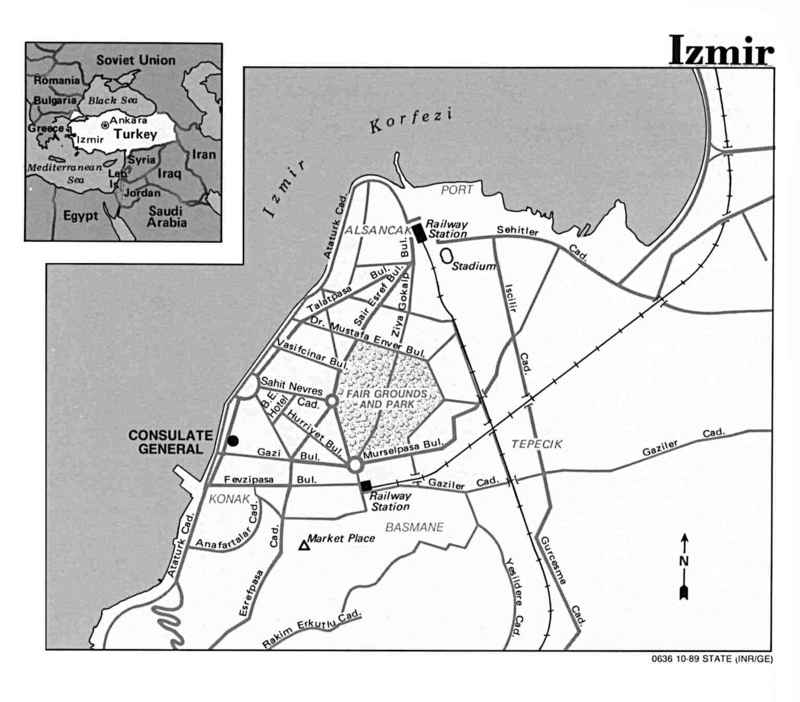 Izmir
Soviet Union
Romania
Bulgaria
Black Sea
Greece
Ankara
Izmir
Turkey
Mediterranean
Sea
Syria
Leb
Is
Iraq
Iran
Jordan
Egypt
Saudi
Arabia
Izmir Korfezi
PORT
ALSANCAK
Railway
Station
Stadium
Sehitler Cad.
Ataturk Cad.
Talatpasa Bul.
Sair Esref Bul.
Ziya Gokalp Bul.
Iscilir Cad.
Dr. Mustafa Enver Bul.
Vasifcinar Bul.
Sahit Nevres
Cad.
B.E.
Hotel
Hurriyet Bul.
FAIR GROUNDS
AND PARK
CONSULATE
GENERAL
Gazi Bul.
Murselpasa Bul.
TEPECIK
Gaziler Cad.
Fevzipasa Bul.
Gaziler Cad.
KONAK
Railway
Station
BASMANE
Anafartalar Cad.
Ataturk Cad.
Market Place
Esrefpasa Cad.
Rakim Erkutlu Cad.
Yesildere Cad.
Gurcesme Cad.
N
0636 10-89 STATE (INR/GE)